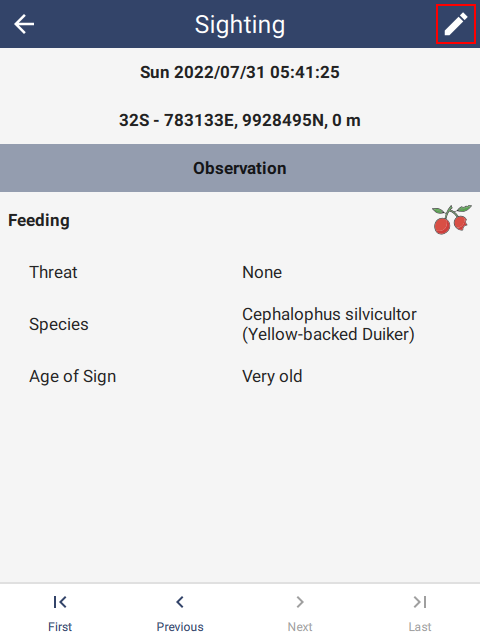 Sighting
Sun 2022/07/31 05:41:25
32S - 783133E, 9928495N, 0 m
Observation
Feeding
Threat None
Species Cephalophus silvicultor
(Yellow-backed Duiker)
Age of Sign Very old
First Previous Next Last